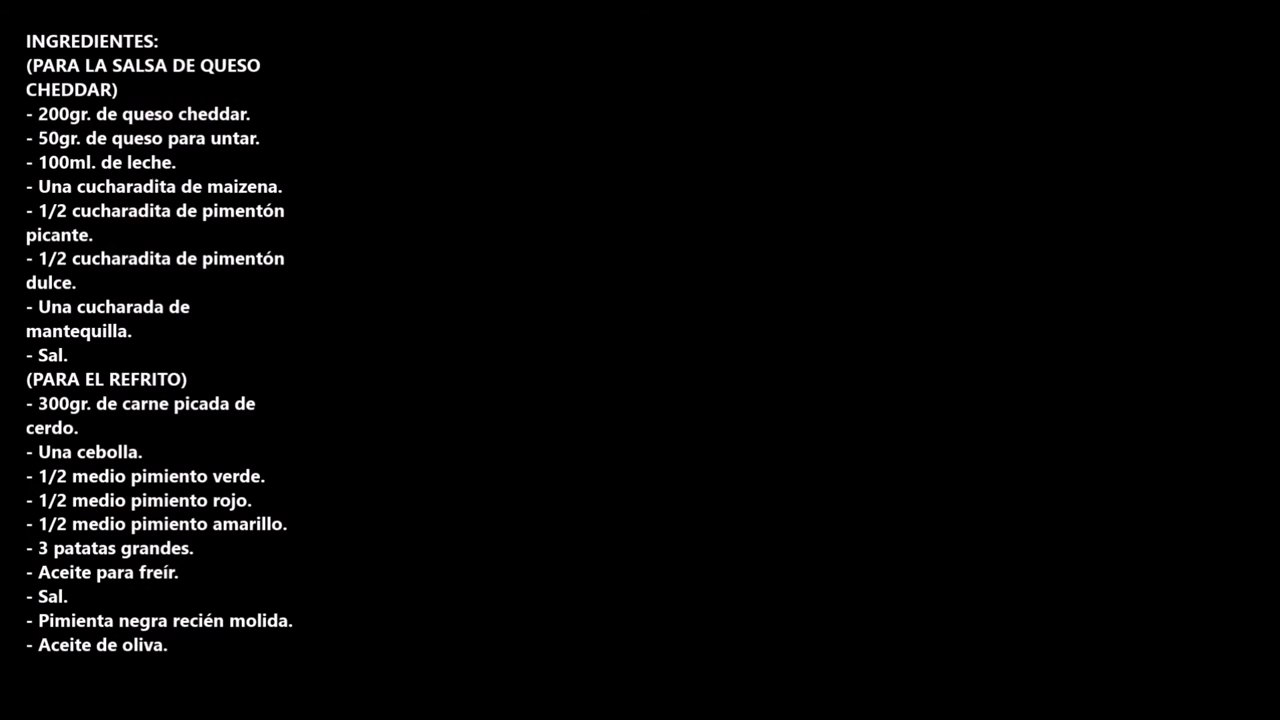 INGREDIENTES:
(PARA LA SALSA DE QUESO
CHEDDAR)
- 200gr. de queso cheddar.
- 50gr. de queso para untar.
- 100ml. de leche.
- Una cucharadita de maizena.
- 1/2 cucharadita de pimentón
picante.
- 1/2 cucharadita de pimentón
dulce.
- Una cucharada de
mantequilla.
- Sal.
(PARA EL REFRITO)
- 300gr. de carne picada de
cerdo.
- Una cebolla.
- 1/2 medio pimiento verde.
- 1/2 medio pimiento rojo.
- 1/2 medio pimiento amarillo.
- 3 patatas grandes.
- Aceite para freír.
- Sal.
- Pimienta negra recién molida.
- Aceite de oliva.